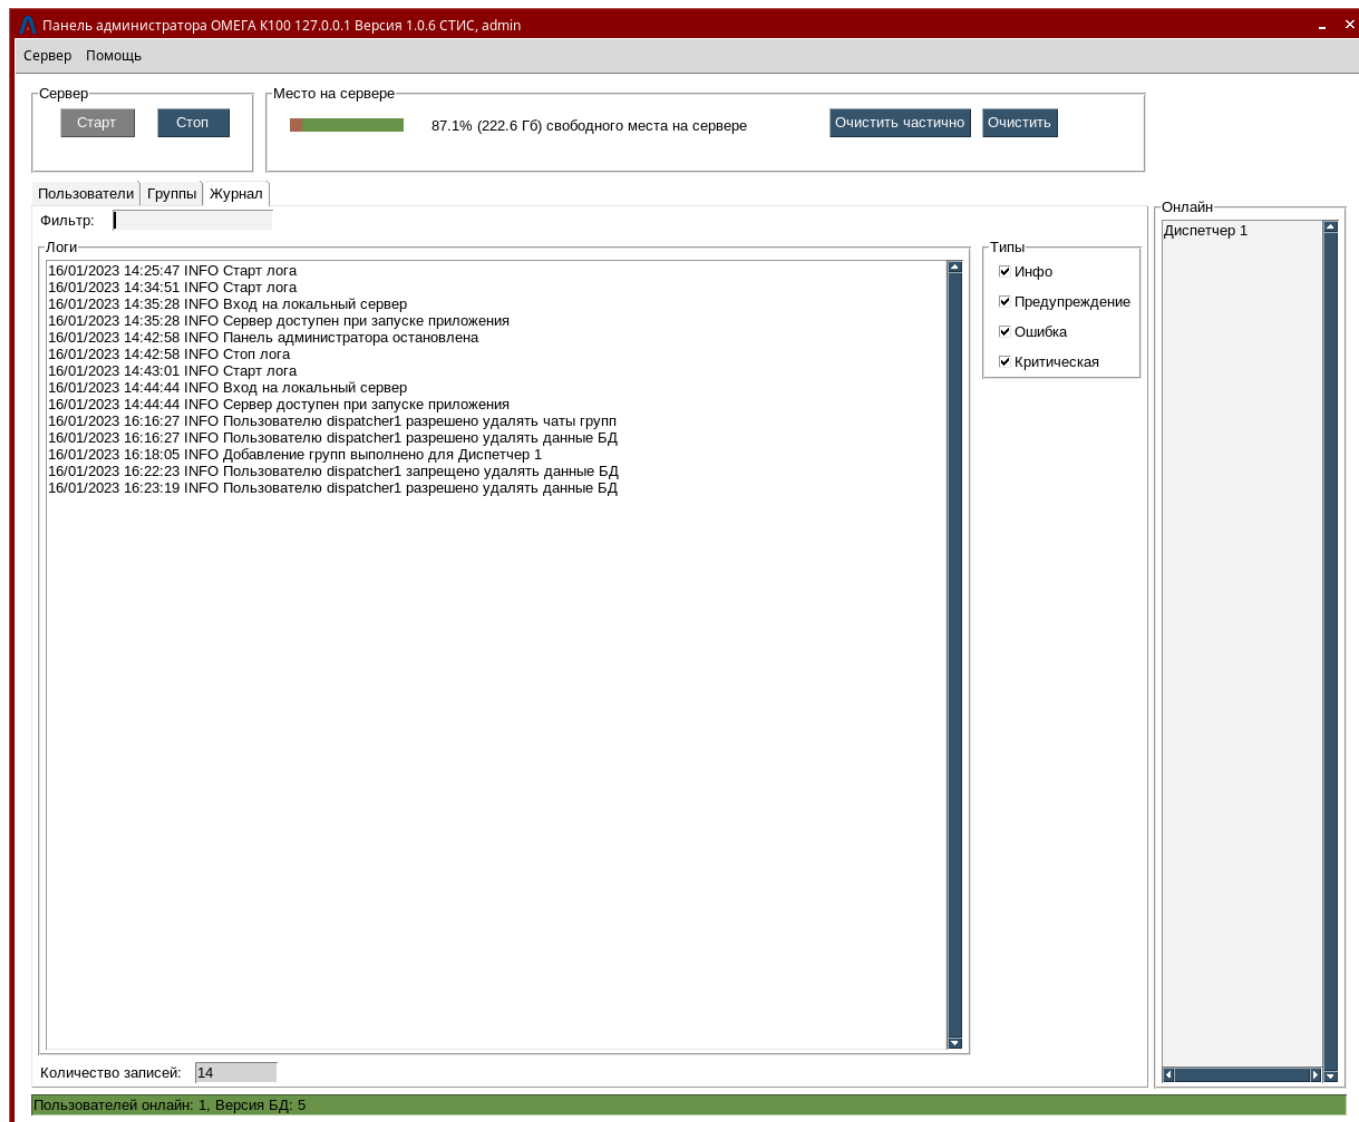 Панель администратора ОМЕГА К100 127.0.0.1 Версия 1.0.6 СТИС, admin
Сервер Помощь
Сервер
Место на сервере
Старт Стоп
87.1% (222.6 Гб) свободного места на сервере
Очистить частично Очистить
Пользователи Группы Журнал
Онлайн
Диспетчер 1
Фильтр:
Логи
Типы
16/01/2023 14:25:47 INFO Старт лога
16/01/2023 14:34:51 INFO Старт лога
16/01/2023 14:35:28 INFO Вход на локальный сервер
16/01/2023 14:35:28 INFO Сервер доступен при запуске приложения
16/01/2023 14:42:58 INFO Панель администратора остановлена
16/01/2023 14:42:58 INFO Стоп лога
16/01/2023 14:43:01 INFO Старт лога
16/01/2023 14:44:44 INFO Вход на локальный сервер
16/01/2023 14:44:44 INFO Сервер доступен при запуске приложения
16/01/2023 16:16:27 INFO Пользователю dispatcher1 разрешено удалять чаты групп
16/01/2023 16:16:27 INFO Пользователю dispatcher1 разрешено удалять данные БД
16/01/2023 16:18:05 INFO Добавление групп выполнено для Диспетчер 1
16/01/2023 16:22:23 INFO Пользователю dispatcher1 запрещено удалять данные БД
16/01/2023 16:23:19 INFO Пользователю dispatcher1 разрешено удалять данные БД
Инфо
Предупреждение
Ошибка
Критическая
Количество записей: 14
Пользователей онлайн: 1, Версия БД: 5